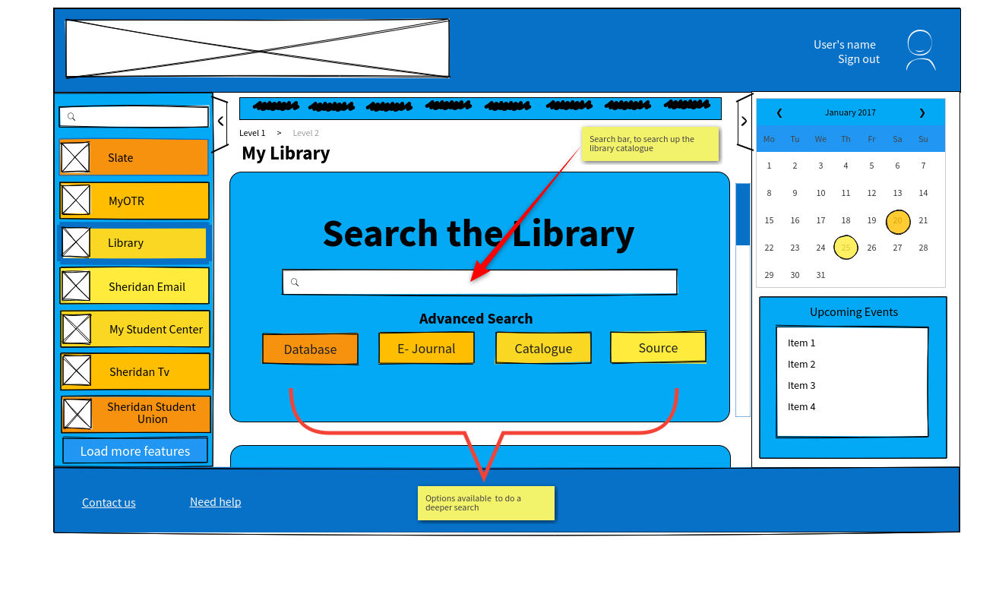 User's name
Sign out
Slate
MyOTR
Library
Sheridan Email
My Student Center
Sheridan Tv
Sheridan Student
Union
Load more features
Level 1 > Level 2
My Library
Search bar, to search up the
library catalogue
Search the Library
Advanced Search
Database
E- Journal
Catalogue
Source
January 2017
Mo Tu We Th Fr Sa Su
1 2 3 4 5 6 7
8 9 10 11 12 13 14
15 16 17 18 19 20 21
22 23 24 25 26 27 28
29 30 31
Upcoming Events
Item 1
Item 2
Item 3
Item 4
Contact us
Need help
Options available to do a
deeper search